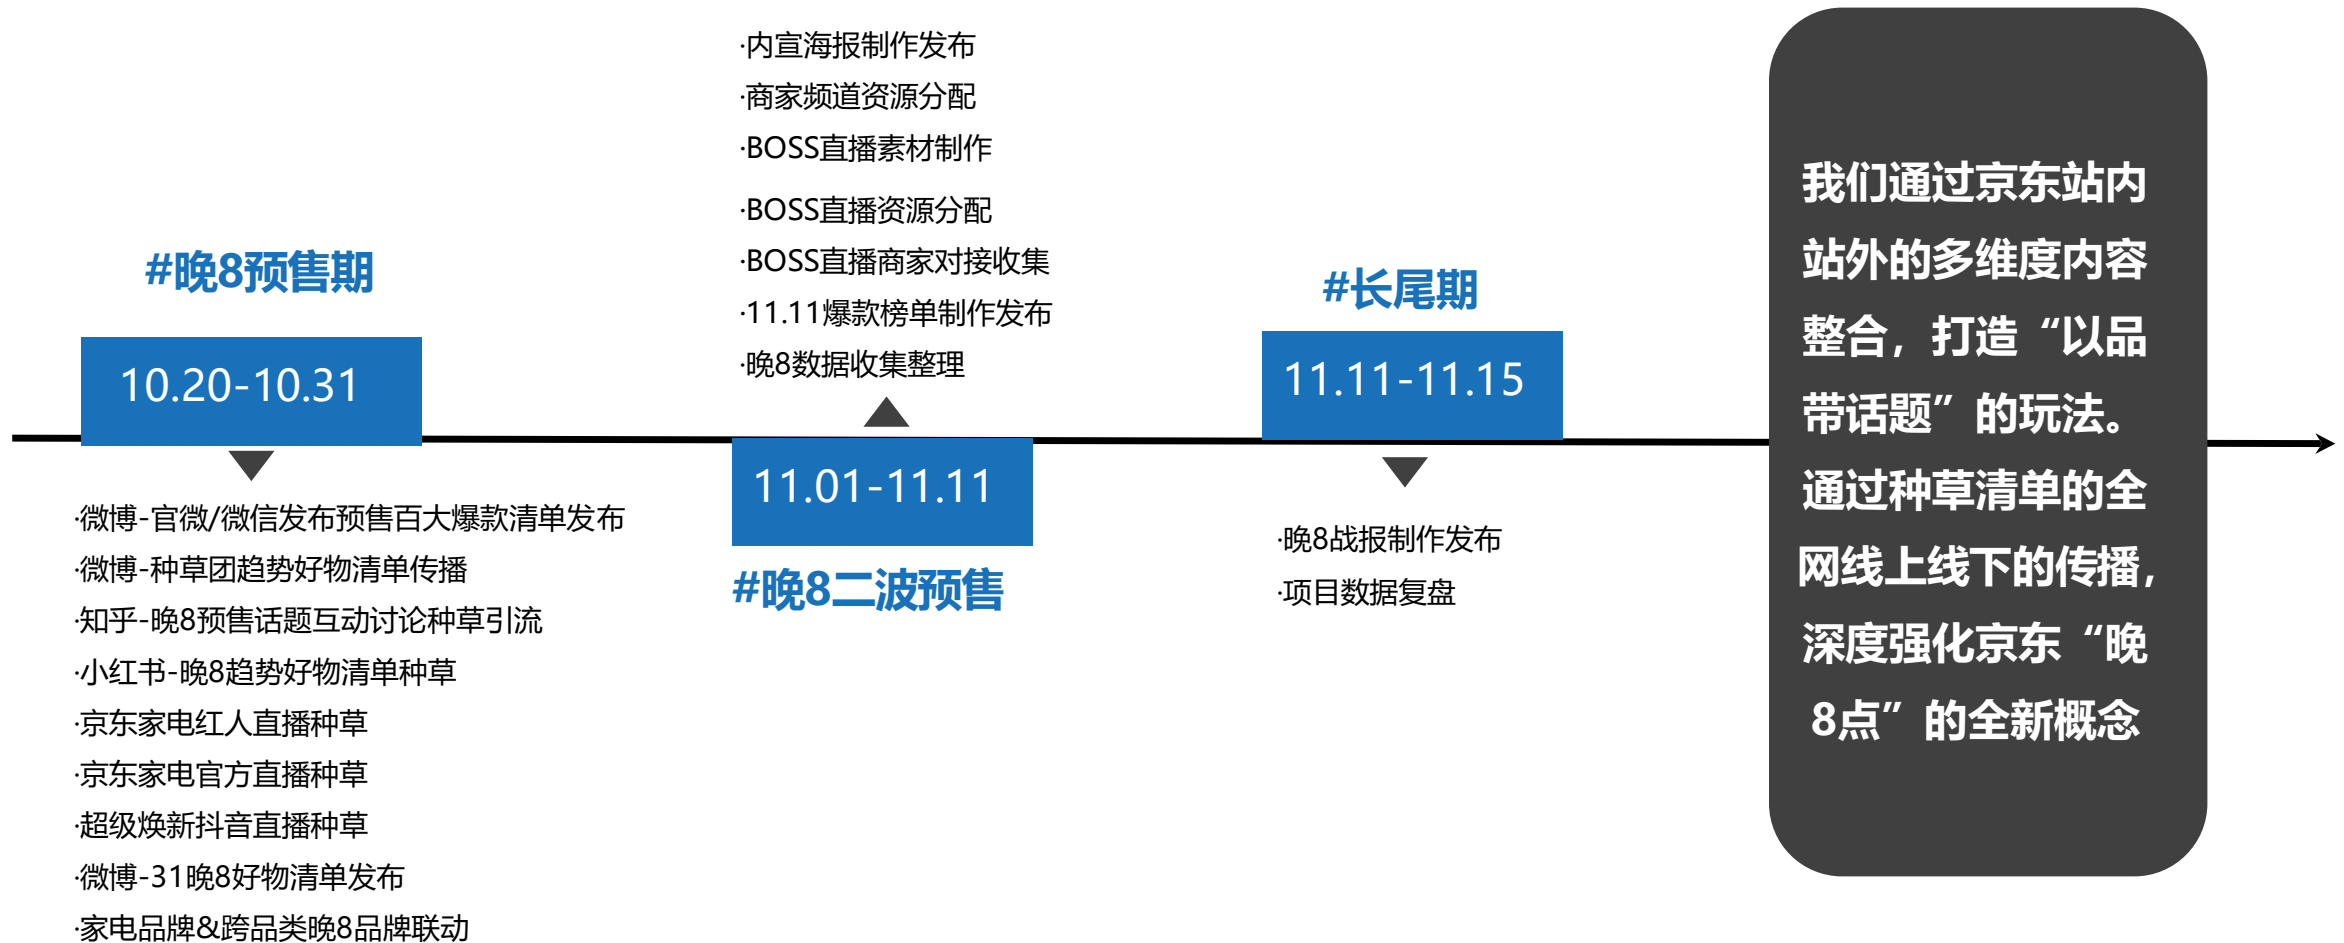 #晚8预售期
10.20-10.31
·微博-官微/微信发布预售百大爆款清单发布
·微博-种草团趋势好物清单传播
·知乎-晚8预售话题互动讨论种草引流
·小红书-晚8趋势好物清单种草
·京东家电红人直播种草
·京东家电官方直播种草
·超级焕新抖音直播种草
·微博-31晚8好物清单发布
·家电品牌&跨品类晚8品牌联动
·内宣海报制作发布
·商家频道资源分配
·BOSS直播素材制作
·BOSS直播资源分配
·BOSS直播商家对接收集
·11.11爆款榜单制作发布
·晚8数据收集整理
11.01-11.11
#晚8二波预售
#长尾期
11.11-11.15
·晚8战报制作发布
·项目数据复盘
我们通过京东站内
站外的多维度内容
整合，打造“以品
带话题”的玩法。
通过种草清单的全
网线上线下的传播，
深度强化京东“晚
8点”的全新概念